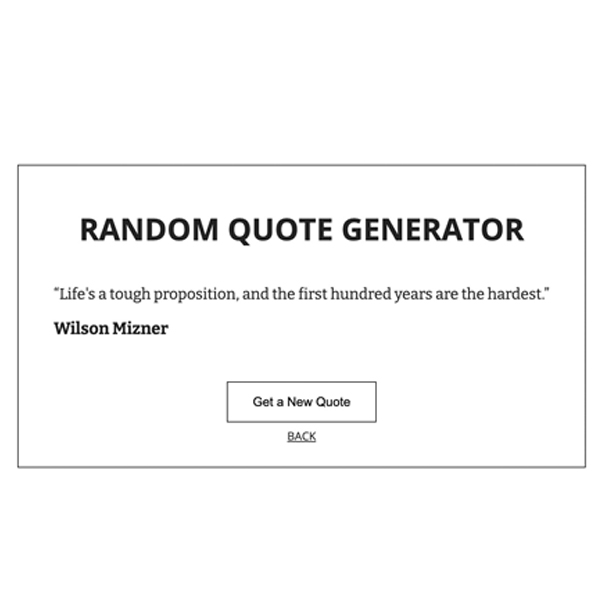 RANDOM QUOTE GENERATOR
“Life's a tough proposition, and the first hundred years are the hardest.”
Wilson Mizner
Get a New Quote
BACK